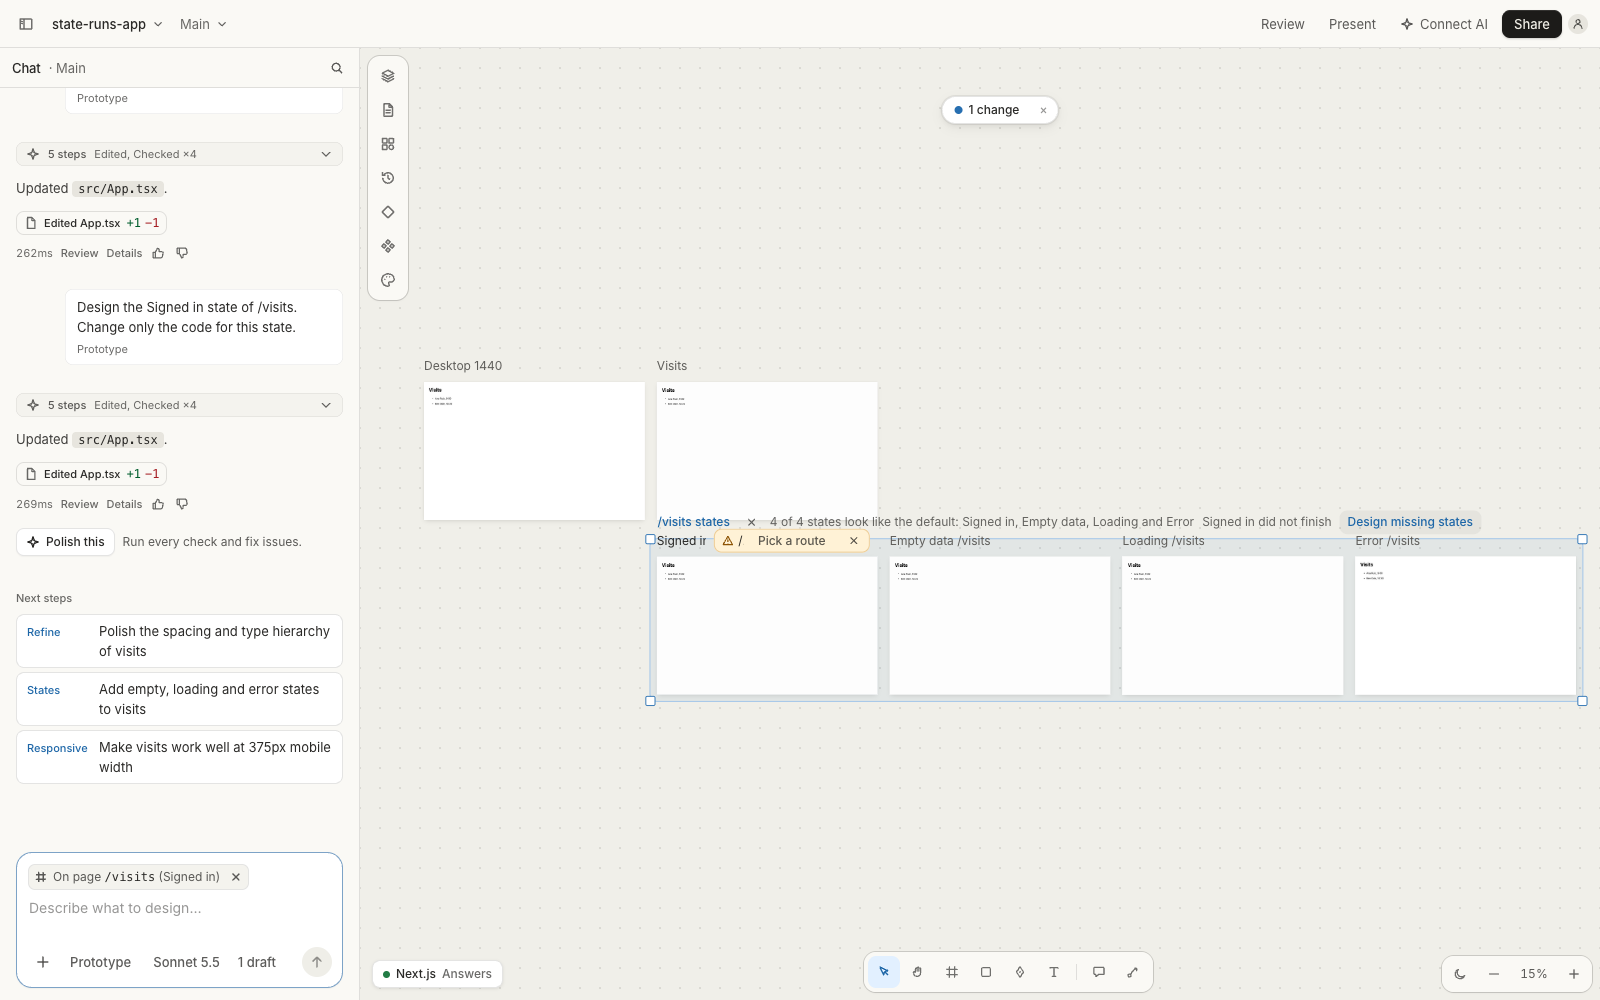 state-runs-app
Main
Review
Present
Connect AI
Share
Chat · Main
Prototype
5 steps Edited, Checked ×4
Updated src/App.tsx.
Edited App.tsx +1 −1
262ms Review Details
Design the Signed in state of /visits.
Change only the code for this state.
Prototype
5 steps Edited, Checked ×4
Updated src/App.tsx.
Edited App.tsx +1 −1
269ms Review Details
Polish this Run every check and fix issues.
Next steps
Refine Polish the spacing and type hierarchy
of visits
States Add empty, loading and error states
to visits
Responsive Make visits work well at 375px mobile
width
On page /visits (Signed in)
Describe what to design...
Prototype Sonnet 5.5 1 draft
1 change
Desktop 1440
Visits
Visits
Visits
/visits states
4 of 4 states look like the default: Signed in, Empty data, Loading and Error Signed in did not finish
Design missing states
Signed in
/ Pick a route
Empty data /visits
Loading /visits
Error /visits
Visits
Visits
Visits
Visits
Next.js Answers
15%